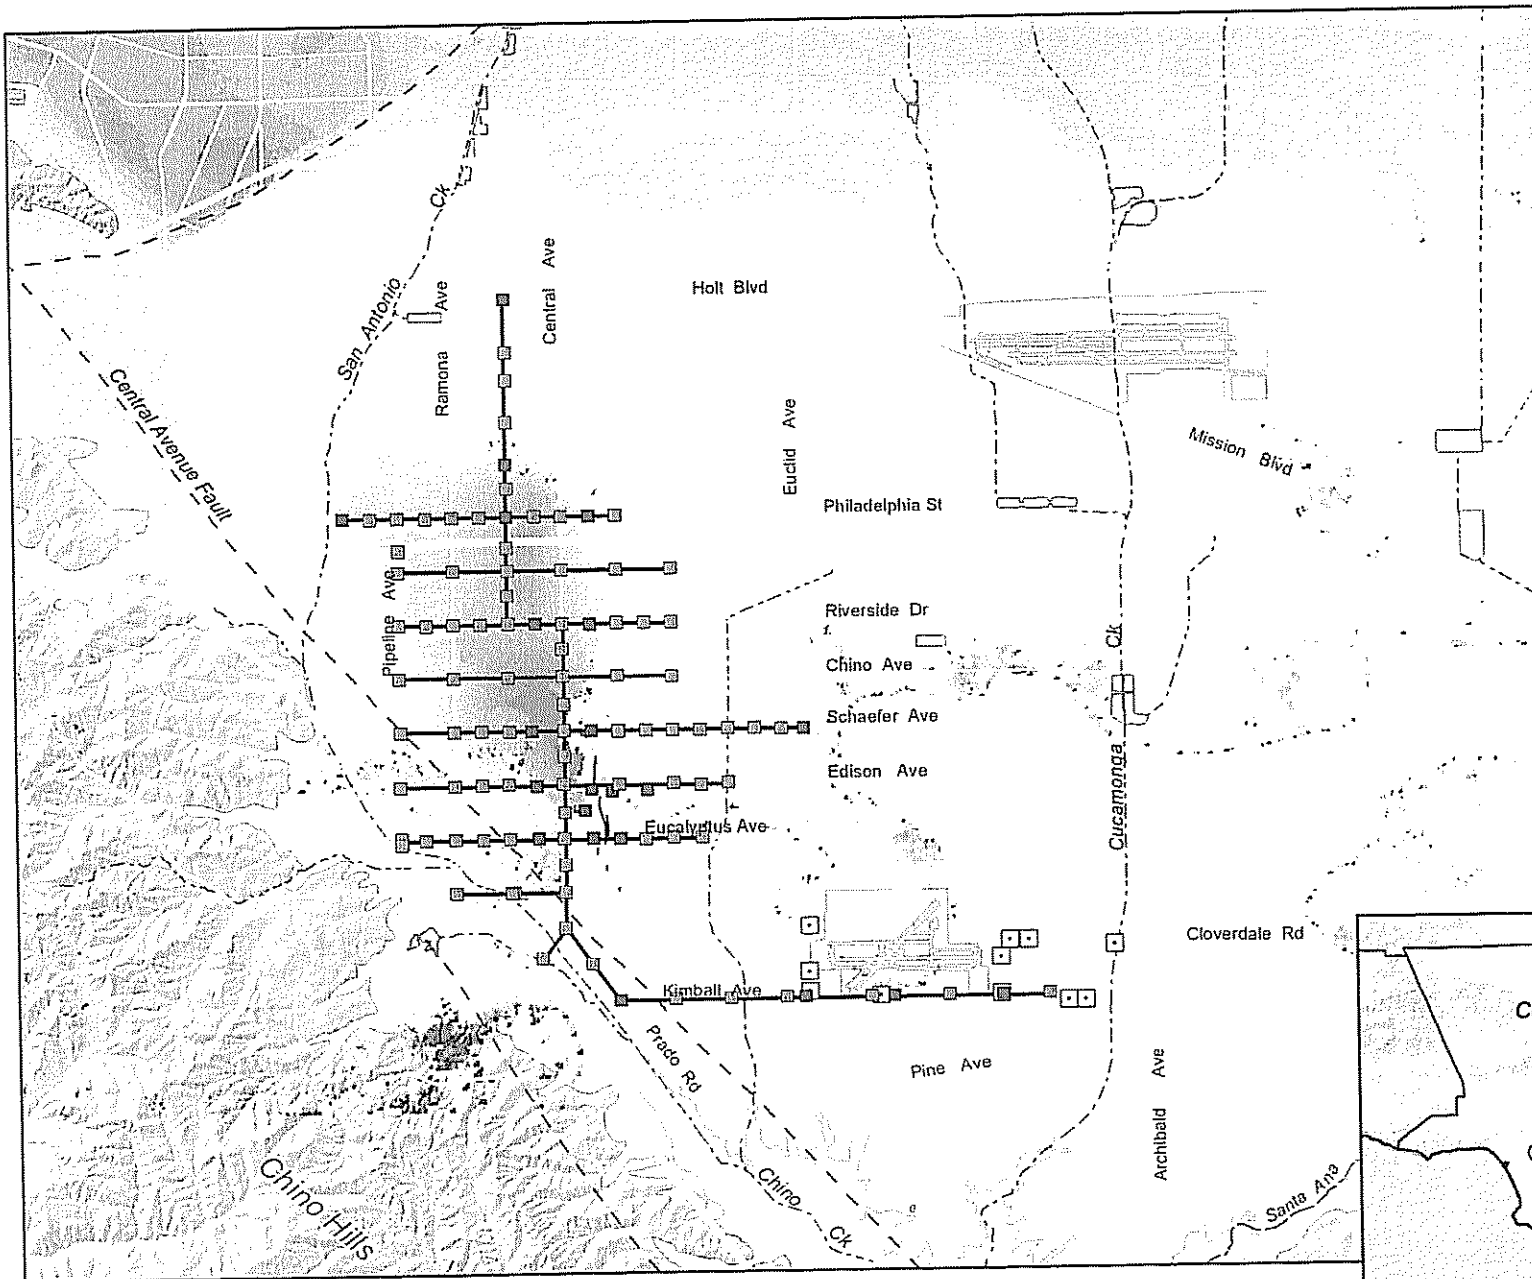 San Antonio Ck
Ramona Ave
Central Ave
Holt Blvd
Central Avenue Fault
Euclid Ave
Mission Blvd
Philadelphia St
Pipeline Ave
Riverside Dr
Chino Ave
Schaefer Ave
Edison Ave
Eucalyptus Ave
Cucamonga Ck
Cloverdale Rd
Kimball Ave
Prado Rd
Pine Ave
Archibald Ave
Chino Hills
Chino Ck
Santa Ana
C